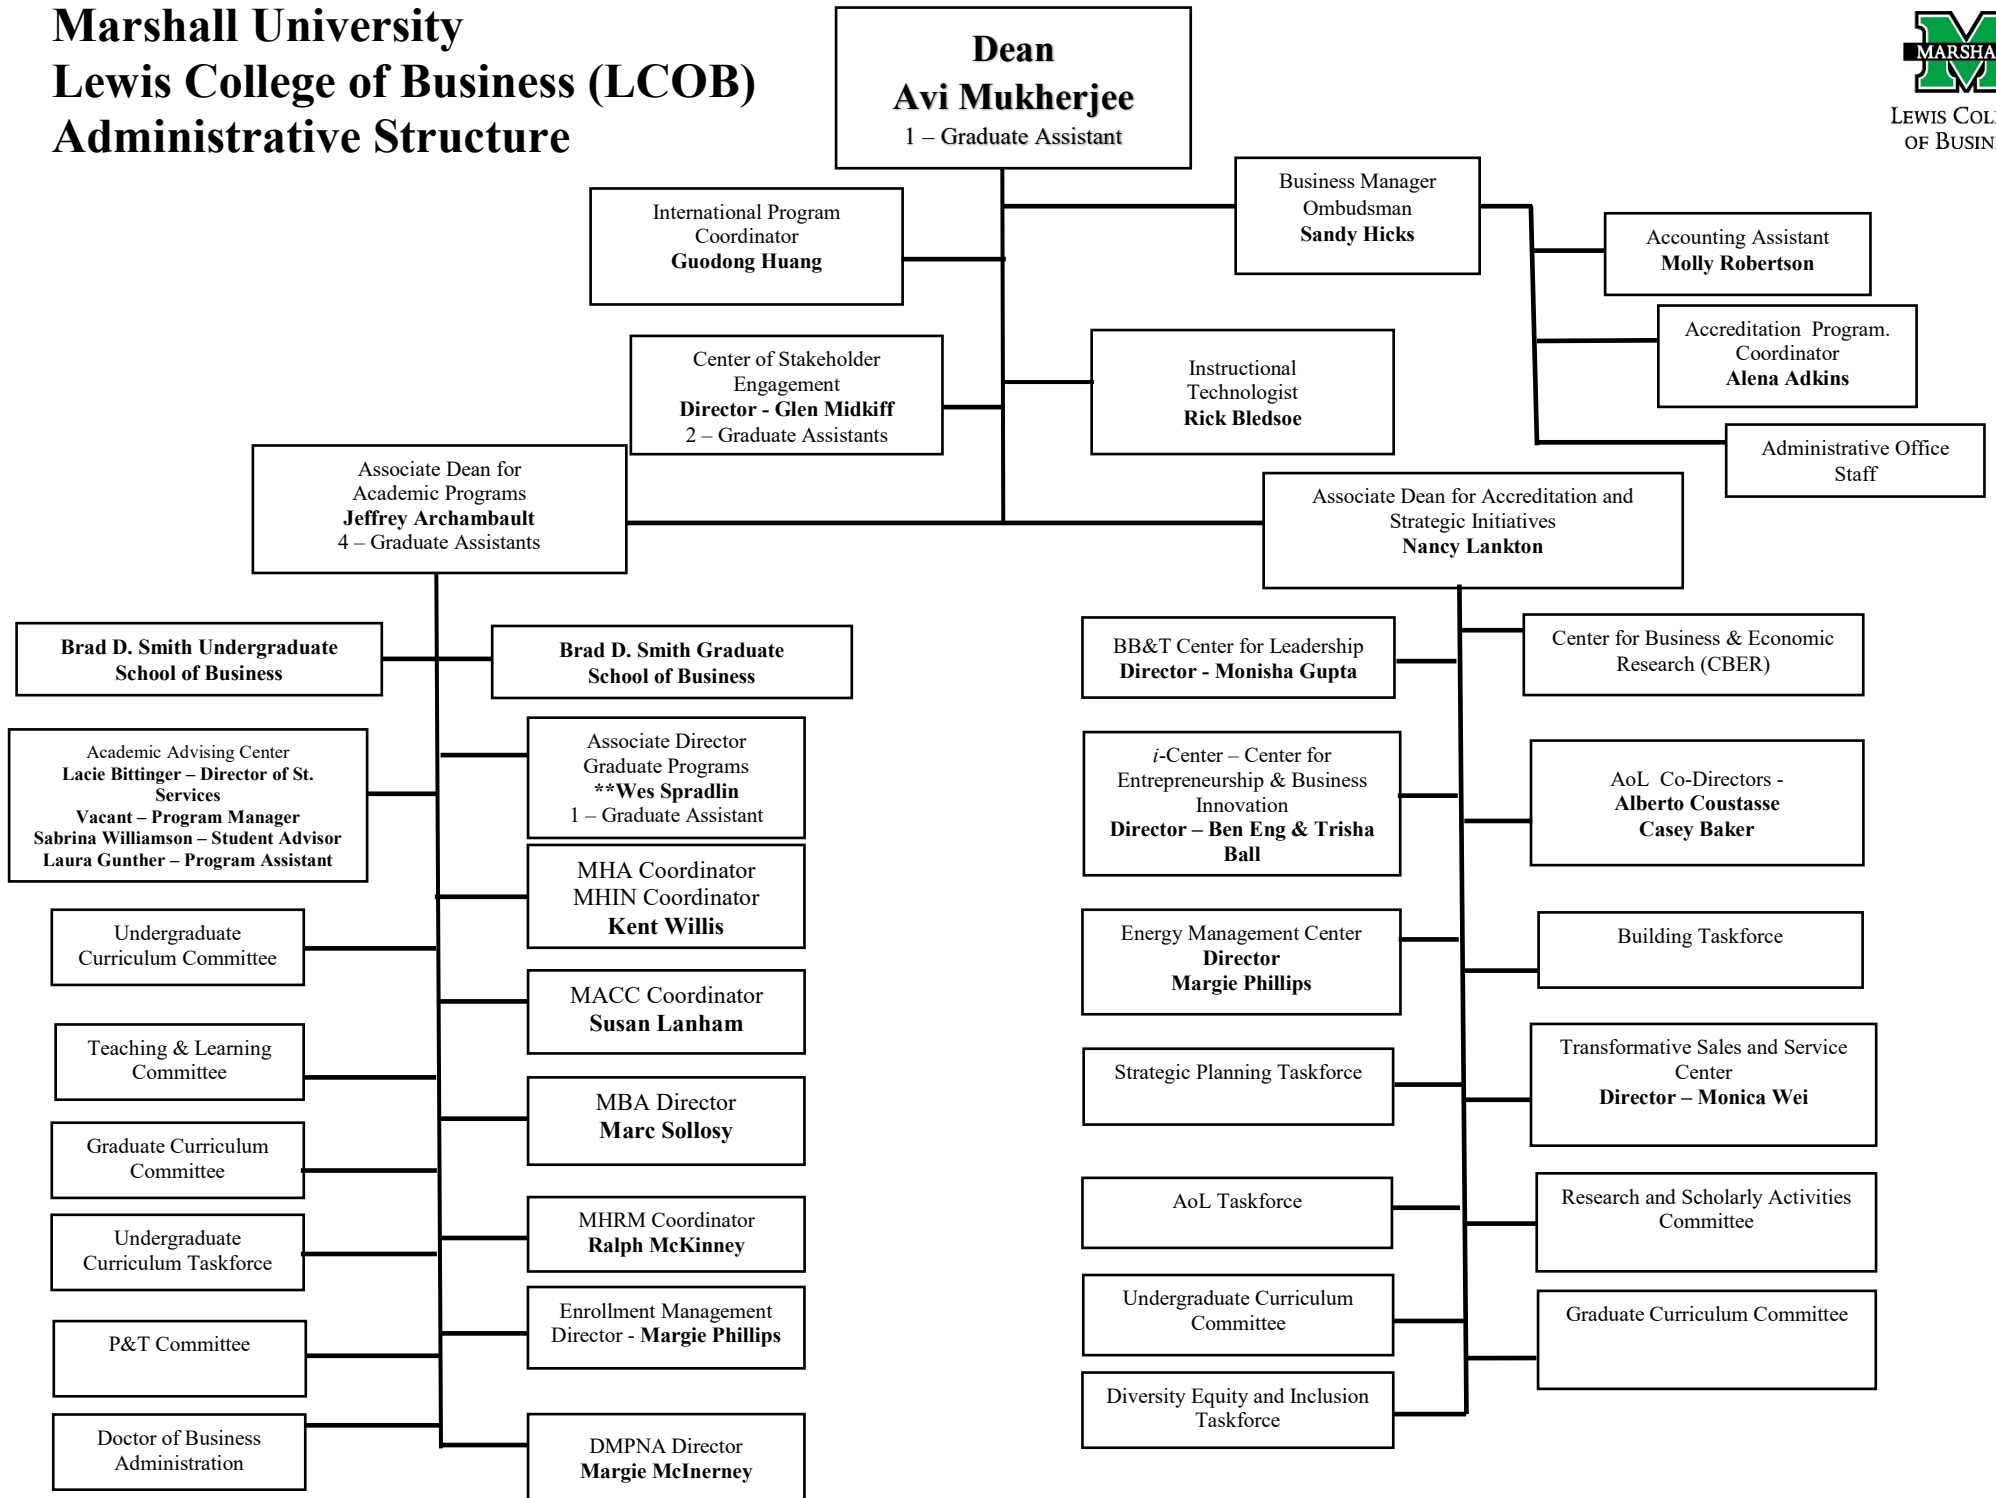 Marshall University
Lewis College of Business (LCOB)
Administrative Structure
Dean
Avi Mukherjee
1 – Graduate Assistant
MARSHA
LEWIS COL
OF BUSIN
International Program
Coordinator
Guodong Huang
Business Manager
Ombudsman
Sandy Hicks
Accounting Assistant
Molly Robertson
Accreditation Program.
Coordinator
Alena Adkins
Administrative Office
Staff
Center of Stakeholder
Engagement
Director - Glen Midkiff
2 – Graduate Assistants
Instructional
Technologist
Rick Bledsoe
Associate Dean for
Academic Programs
Jeffrey Archambault
4 – Graduate Assistants
Associate Dean for Accreditation and
Strategic Initiatives
Nancy Lankton
Brad D. Smith Undergraduate
School of Business
Brad D. Smith Graduate
School of Business
Academic Advising Center
Lacie Bittinger – Director of St.
Services
Vacant – Program Manager
Sabrina Williamson – Student Advisor
Laura Gunther – Program Assistant
Undergraduate
Curriculum Committee
Teaching & Learning
Committee
Graduate Curriculum
Committee
Undergraduate
Curriculum Taskforce
P&T Committee
Doctor of Business
Administration
Associate Director
Graduate Programs
**Wes Spradlin
1 – Graduate Assistant
MHA Coordinator
MHIN Coordinator
Kent Willis
MACC Coordinator
Susan Lanham
MBA Director
Marc Sollosy
MHRM Coordinator
Ralph McKinney
Enrollment Management
Director - Margie Phillips
DMPNA Director
Margie McInerney
BB&T Center for Leadership
Director - Monisha Gupta
i-Center – Center for
Entrepreneurship & Business
Innovation
Director – Ben Eng & Trisha
Ball
Energy Management Center
Director
Margie Phillips
Strategic Planning Taskforce
AoL Taskforce
Undergraduate Curriculum
Committee
Diversity Equity and Inclusion
Taskforce
Center for Business & Economic
Research (CBER)
AoL  Co-Directors -
Alberto Coustasse
Casey Baker
Building Taskforce
Transformative Sales and Service
Center
Director – Monica Wei
Research and Scholarly Activities
Committee
Graduate Curriculum Committee